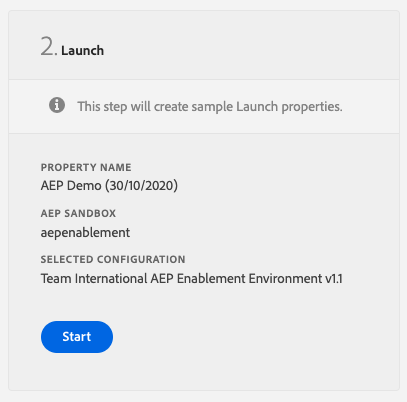 2. Launch
This step will create sample Launch properties.
PROPERTY NAME
AEP Demo (30/10/2020)
AEP SANDBOX
aepenablement
SELECTED CONFIGURATION
Team International AEP Enablement Environment v1.1
Start